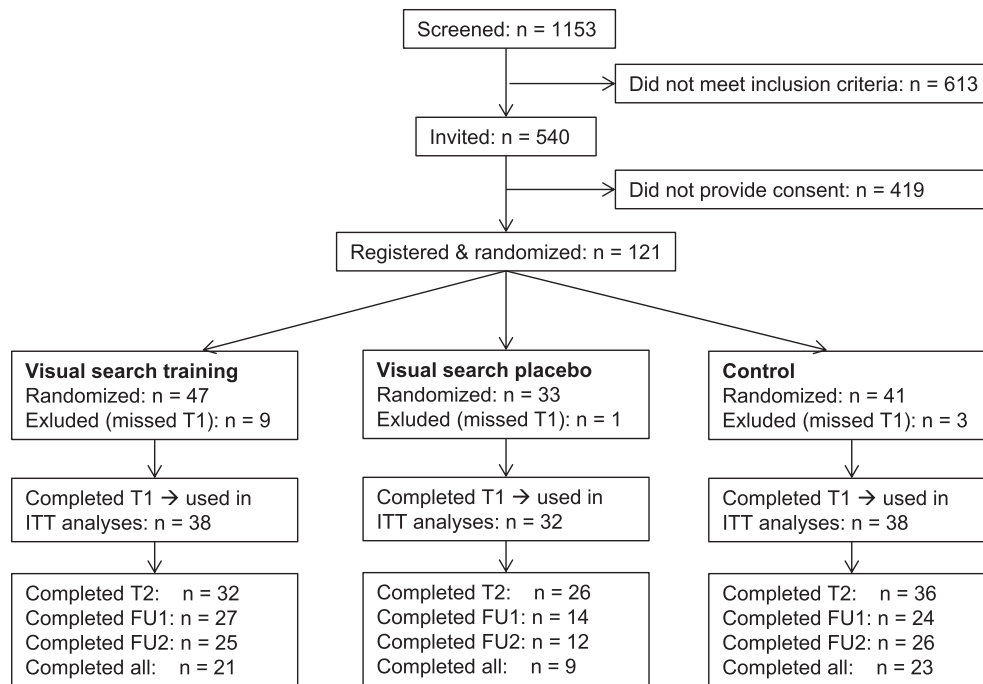 Screened: n = 1153
Did not meet inclusion criteria: n = 613
Invited: n = 540
Did not provide consent: n = 419
Registered & randomized: n = 121
Visual search training
Randomized: n = 47
Exluded (missed T1): n = 9
Visual search placebo
Randomized: n = 33
Exluded (missed T1): n = 1
Control
Randomized: n = 41
Exluded (missed T1): n = 3
Completed T1 → used in
ITT analyses: n = 38
Completed T1 → used in
ITT analyses: n = 32
Completed T1 → used in
ITT analyses: n = 38
Completed T2: n = 32
Completed FU1: n = 27
Completed FU2: n = 25
Completed all: n = 21
Completed T2: n = 26
Completed FU1: n = 14
Completed FU2: n = 12
Completed all: n = 9
Completed T2: n = 36
Completed FU1: n = 24
Completed FU2: n = 26
Completed all: n = 23